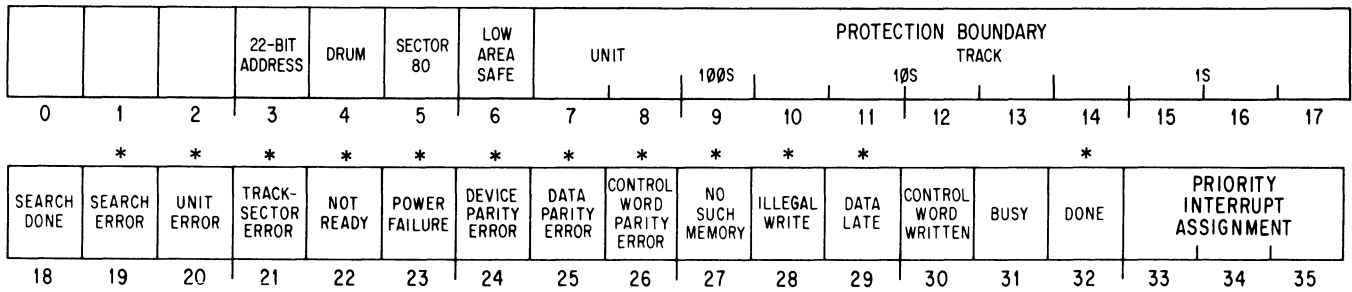 22-BIT ADDRESS
DRUM
SECTOR 80
LOW AREA SAFE
PROTECTION BOUNDARY
UNIT
TRACK
1ØØS
1ØS
1S
0 1 2 3 4 5 6 7 8 9 10 11 12 13 14 15 16 17
* * * * * * * * * * * *
SEARCH DONE
SEARCH ERROR
UNIT ERROR
TRACK-SECTOR ERROR
NOT READY
POWER FAILURE
DEVICE PARITY ERROR
DATA PARITY ERROR
CONTROL WORD PARITY ERROR
NO SUCH MEMORY
ILLEGAL WRITE
DATA LATE
CONTROL WORD WRITTEN
BUSY
DONE
PRIORITY INTERRUPT ASSIGNMENT
18 19 20 21 22 23 24 25 26 27 28 29 30 31 32 33 34 35